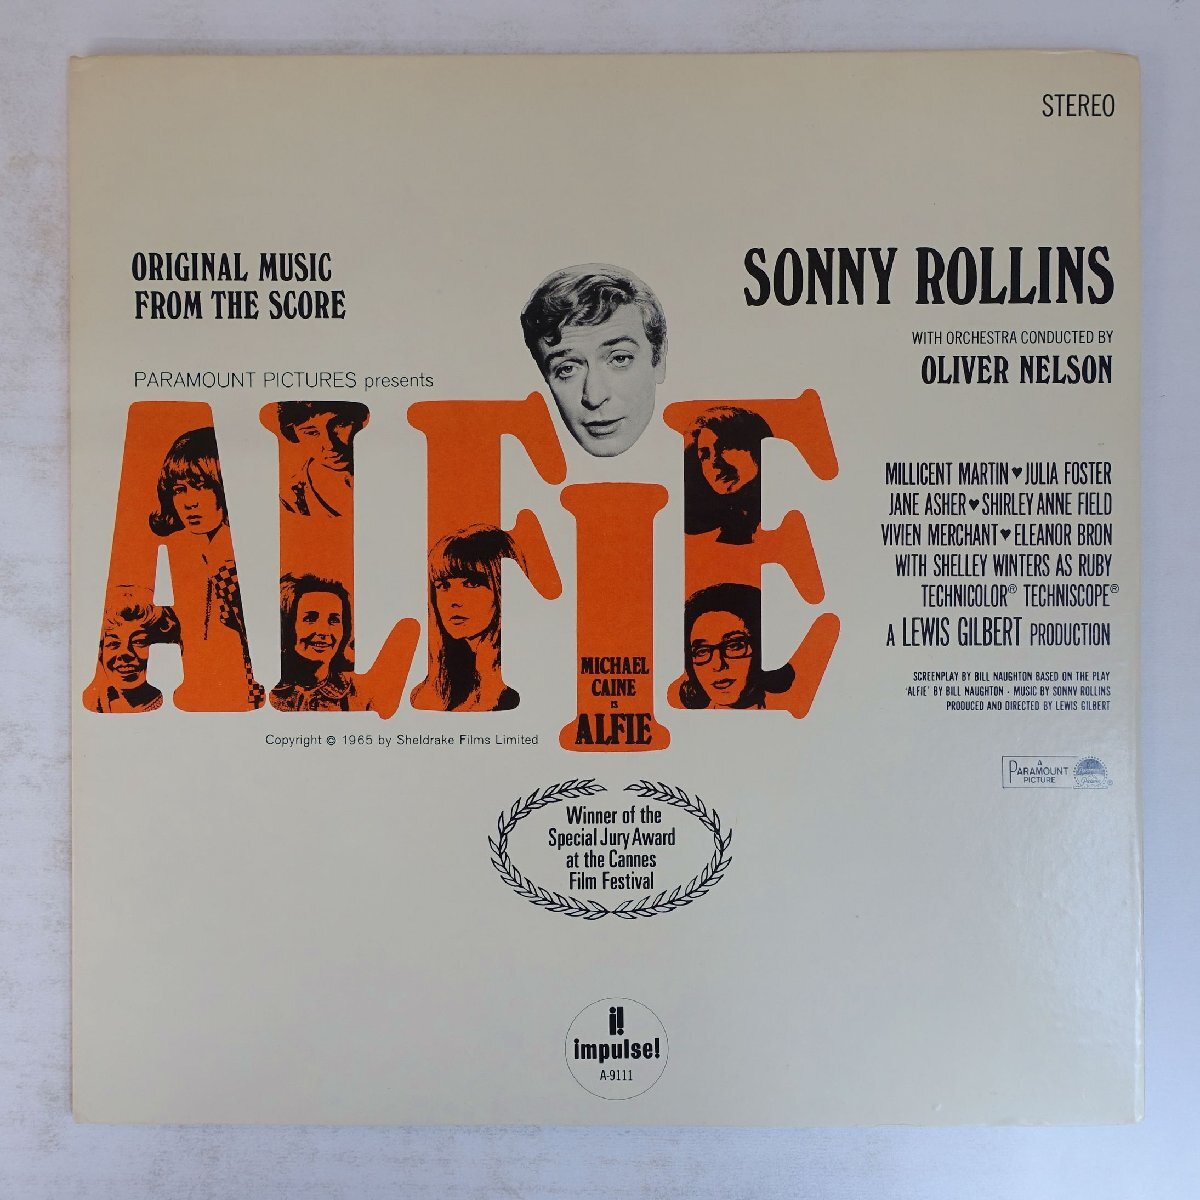 STEREO
ORIGINAL MUSIC
FROM THE SCORE
SONNY ROLLINS
WITH ORCHESTRA CONDUCTED BY
OLIVER NELSON
PARAMOUNT PICTURES presents
ALFIE
MICHAEL
CAINE
IS
ALFIE
MILLICENT MARTIN♥JULIA FOSTER
JANE ASHER♥SHIRLEY ANNE FIELD
VIVIEN MERCHANT♥ELEANOR BRON
WITH SHELLEY WINTERS AS RUBY
TECHNICOLOR® TECHNISCOPE®
A LEWIS GILBERT PRODUCTION
SCREENPLAY BY BILL NAUGHTON BASED ON THE PLAY
'ALFIE' BY BILL NAUGHTON · MUSIC BY SONNY ROLLINS
PRODUCED AND DIRECTED BY LEWIS GILBERT
Copyright © 1965 by Sheldrake Films Limited
A
PARAMOUNT
PICTURE
Winner of the
Special Jury Award
at the Cannes
Film Festival
i!
impulse!
A-9111